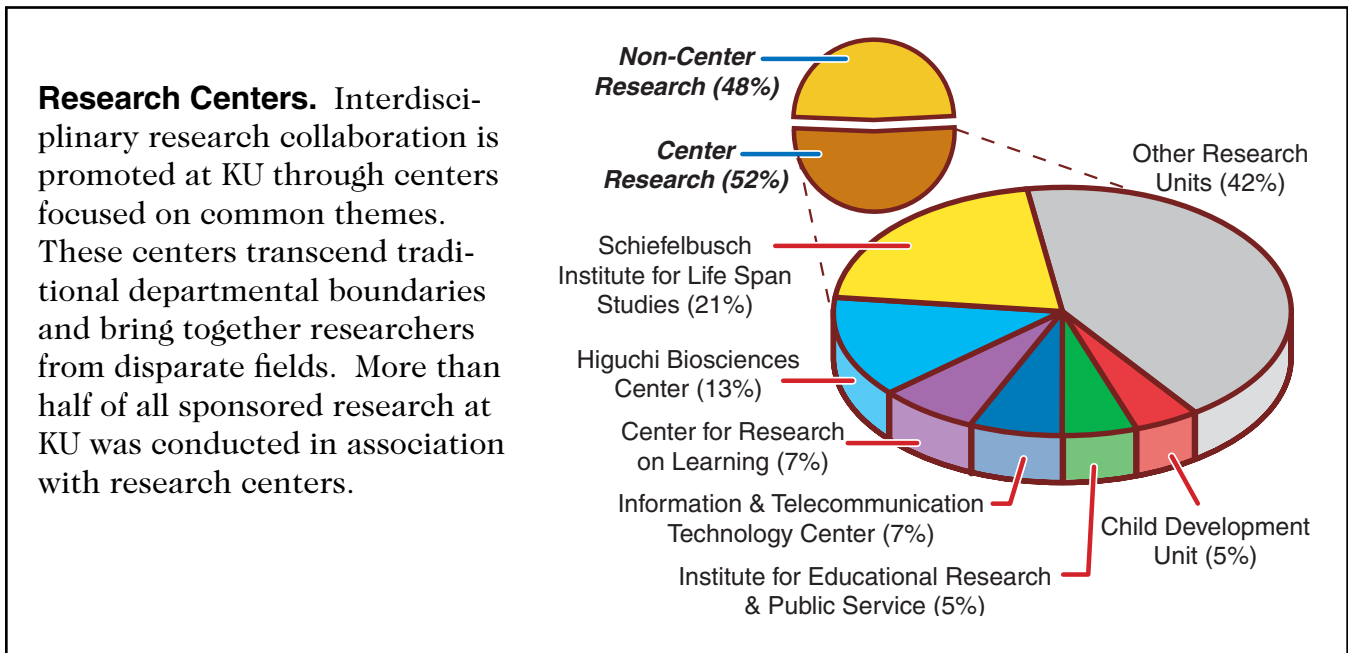 Research Centers. Interdisci-
plinary research collaboration is
promoted at KU through centers
focused on common themes.
These centers transcend tradi-
tional departmental boundaries
and bring together researchers
from disparate fields. More than
half of all sponsored research at
KU was conducted in association
with research centers.
Non-Center
Research (48%)
Center
Research (52%)
Other Research
Units (42%)
Schiefelbusch
Institute for Life Span
Studies (21%)
Higuchi Biosciences
Center (13%)
Center for Research
on Learning (7%)
Information & Telecommunication
Technology Center (7%)
Institute for Educational Research
& Public Service (5%)
Child Development
Unit (5%)